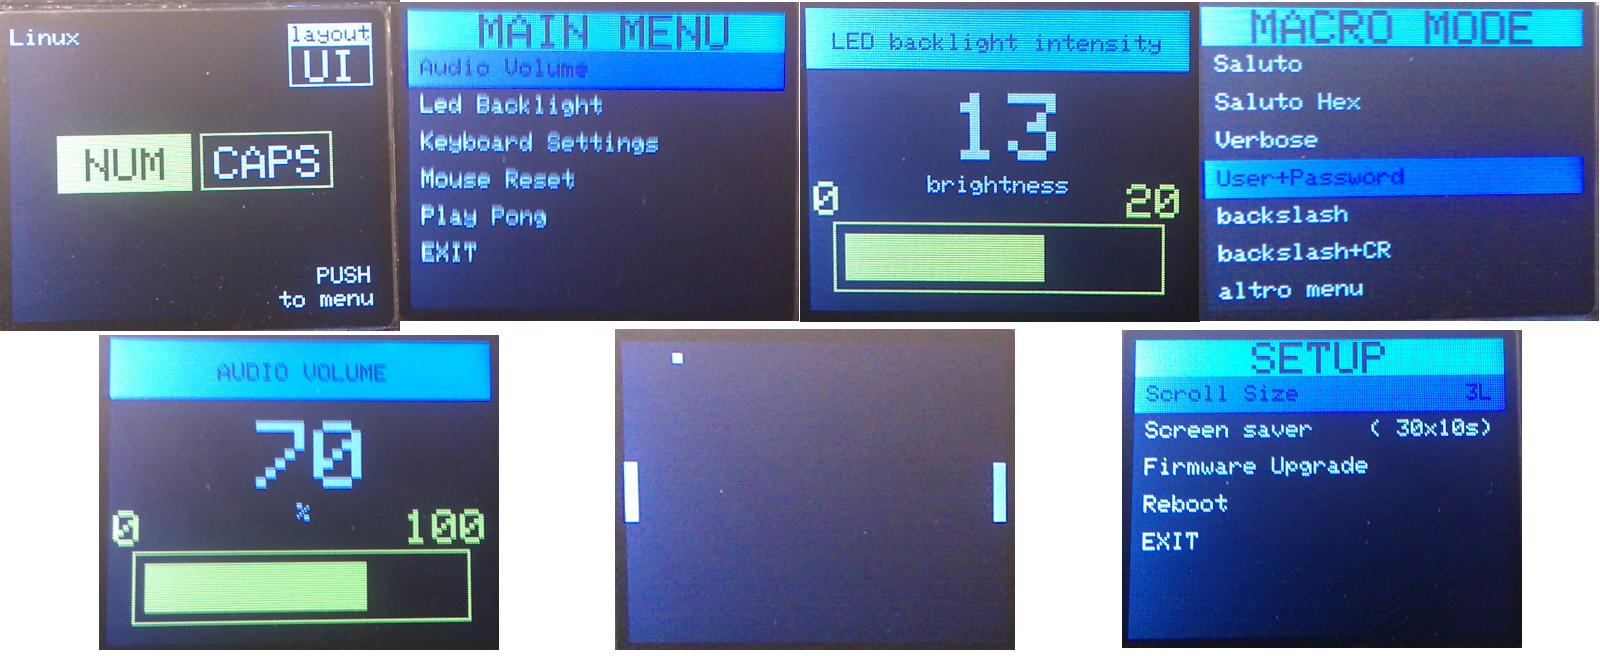 Linux
layout
UI
NUM CAPS
PUSH
to menu
MAIN MENU
Audio Volume
Led Backlight
Keyboard Settings
Mouse Reset
Play Pong
EXIT
LED backlight intensity
13
brightness
0 20
MACRO MODE
Saluto
Saluto Hex
Verbose
User+Password
backslash
backslash+CR
altro menu
AUDIO VOLUME
70
%
0 100
SETUP
Scroll Size 3L
Screen saver ( 30x10s)
Firmware Upgrade
Reboot
EXIT